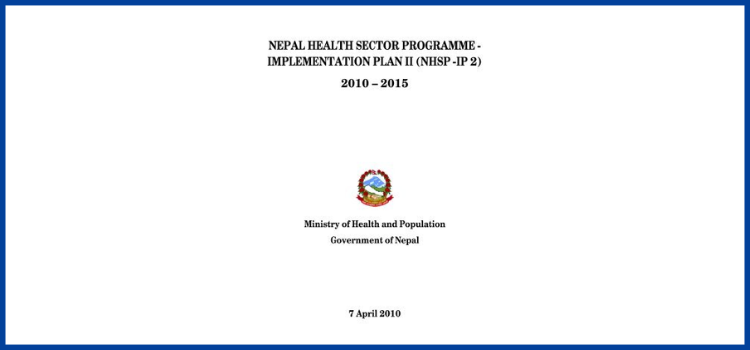 NEPAL HEALTH SECTOR PROGRAMME -
IMPLEMENTATION PLAN II (NHSP -IP 2)
2010 – 2015
Ministry of Health and Population
Government of Nepal
7 April 2010